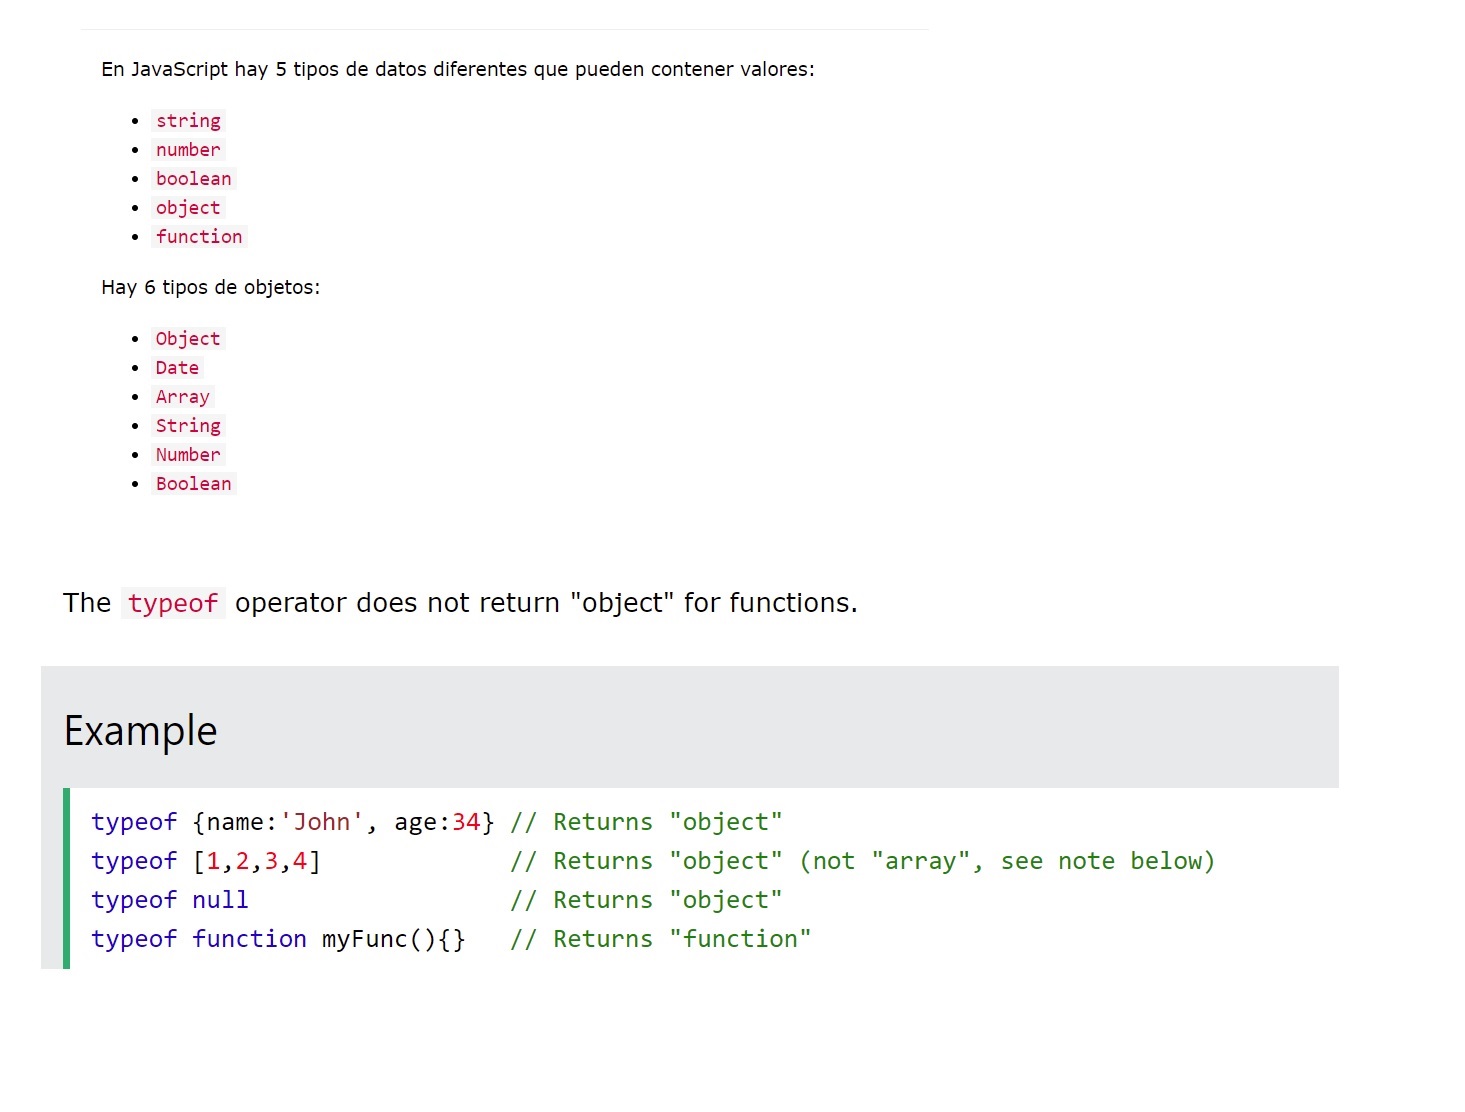 En JavaScript hay 5 tipos de datos diferentes que pueden contener valores:
string
number
boolean
object
function
Hay 6 tipos de objetos:
Object
Date
Array
String
Number
Boolean
The typeof operator does not return "object" for functions.
Example
typeof {name:'John', age:34} // Returns "object"
typeof [1,2,3,4] // Returns "object" (not "array", see note below)
typeof null // Returns "object"
typeof function myFunc(){} // Returns "function"